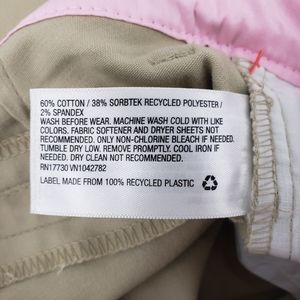 60% COTTON / 38% SORBTEK RECYCLED POLYESTER /
2% SPANDEX
WASH BEFORE WEAR. MACHINE WASH COLD WITH LIKE
COLORS. FABRIC SOFTENER AND DRYER SHEETS NOT
RECOMMENDED. ONLY NON-CHLORINE BLEACH IF NEEDED.
TUMBLE DRY LOW. REMOVE PROMPTLY. COOL IRON IF
NEEDED. DRY CLEAN NOT RECOMMENDED.
RN17730 VN1042782
LABEL MADE FROM 100% RECYCLED PLASTIC